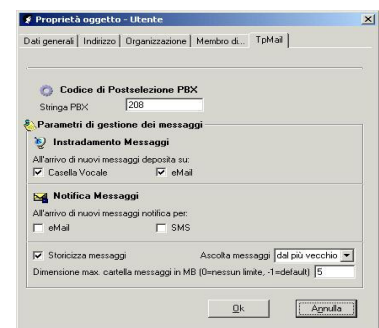 Proprietà oggetto - Utente
Dati generali Indirizzo Organizzazione Membro di... TpMail
Codice di Postselezione PBX
Stringa PBX 208
Parametri di gestione dei messaggi
Instradamento Messaggi
All'arrivo di nuovi messaggi deposita su:
Casella Vocale eMail
Notifica Messaggi
All'arrivo di nuovi messaggi notifica per:
eMail SMS
Storicizza messaggi Ascolta messaggi dal più vecchio
Dimensione max. cartella messaggi in MB (0=nessun limite, -1=default) 5
Ok Annulla